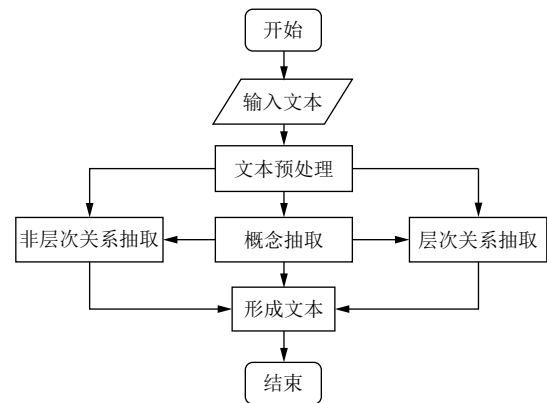 开始
输入文本
文本预处理
非层次关系抽取
概念抽取
层次关系抽取
形成文本
结束